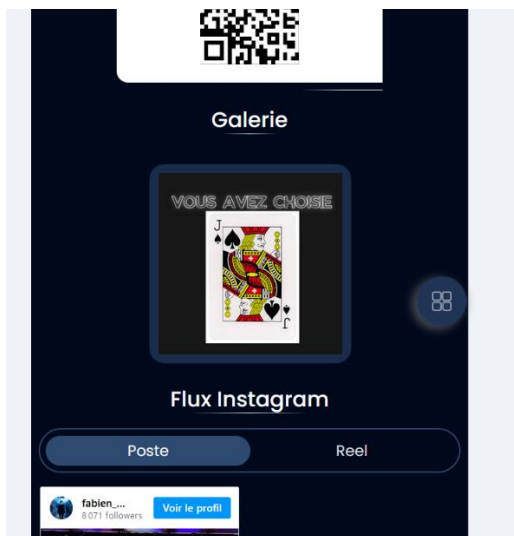 Galerie
VOUS AVEZ CHOISIE
J
J
Flux Instagram
Poste
Reel
fabien_...
8 071 followers
Voir le profil